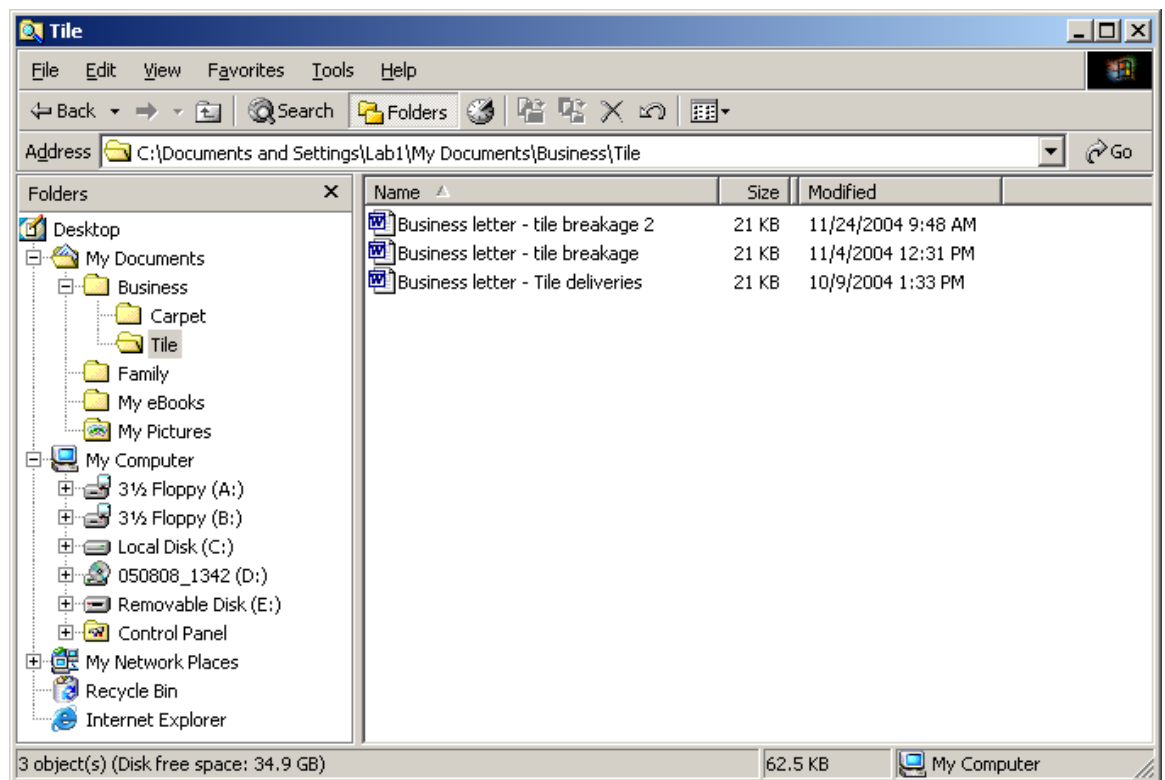 Tile
File Edit View Favorites Tools Help
Back Search Folders
Address C:\Documents and Settings\Lab1\My Documents\Business\Tile Go
Folders
Desktop
My Documents
Business
Carpet
Tile
Family
My eBooks
My Pictures
My Computer
3½ Floppy (A:)
3½ Floppy (B:)
Local Disk (C:)
050808_1342 (D:)
Removable Disk (E:)
Control Panel
My Network Places
Recycle Bin
Internet Explorer
Name Size Modified
Business letter - tile breakage 2 21 KB 11/24/2004 9:48 AM
Business letter - tile breakage 21 KB 11/4/2004 12:31 PM
Business letter - Tile deliveries 21 KB 10/9/2004 1:33 PM
3 object(s) (Disk free space: 34.9 GB) 62.5 KB My Computer